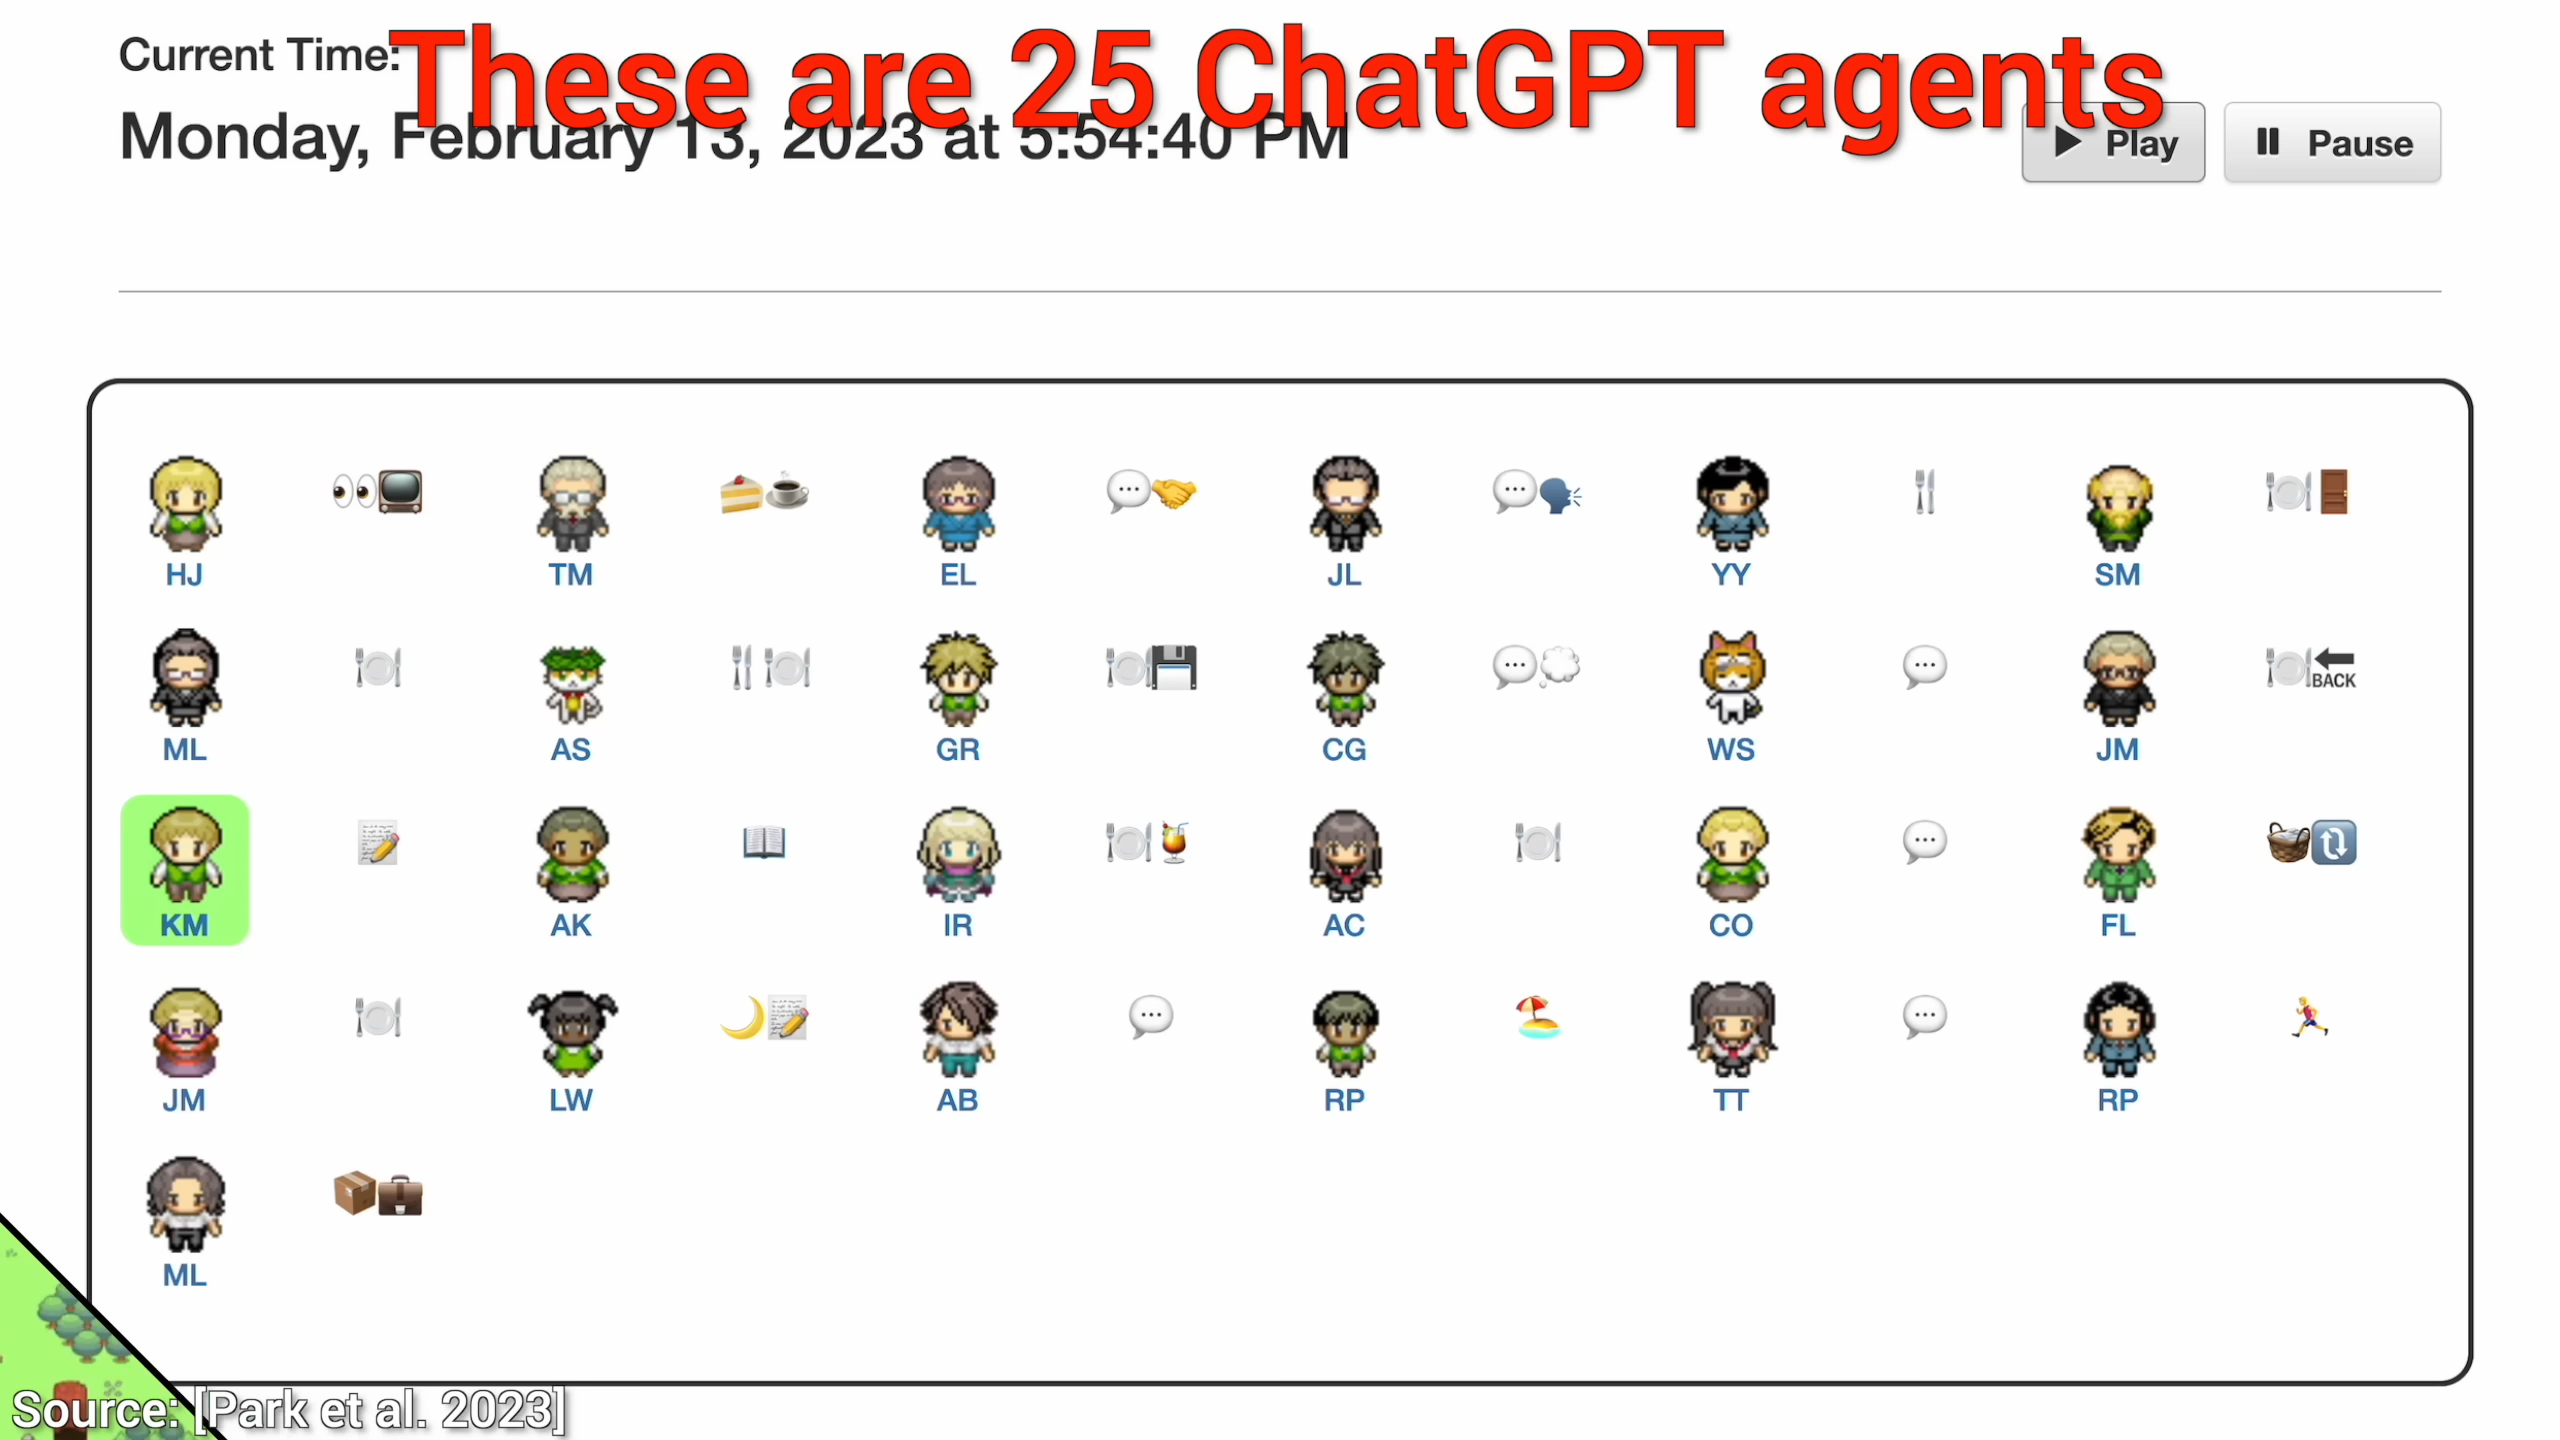 These are 25 ChatGPT agents
Current Time:
Monday, February 13, 2023 at 5:54:40 PM
Play
Pause
HJ TM EL JL YY SM
BACK
ML AS GR CG WS JM
KM AK IR AC CO FL
JM LW AB RP TT RP
ML
Source: [Park et al. 2023]